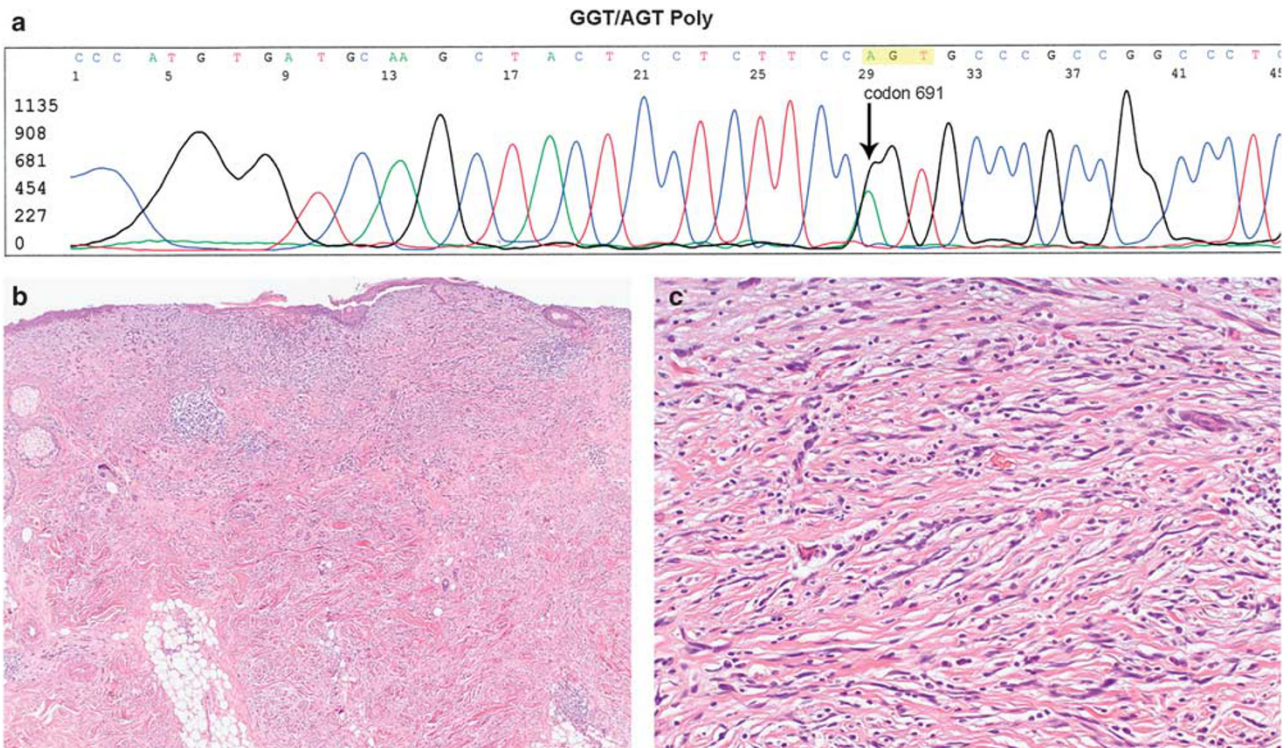 GGT/AGT Poly
a
C C C A T G T G A T G C A A G C T A C T C C T C T T C C A G T G C C C G C C G G C C C T C
1 5 9 13 17 21 25 29 33 37 41 45
codon 691
1135
908
681
454
227
0
b
c